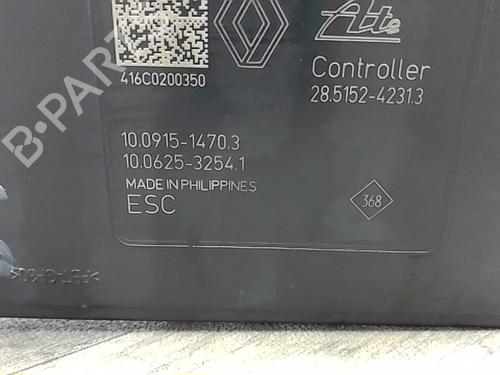 Ate
416C0200350
Controller
28.5152-4231.3
10.0915-1470.3
10.0625-3254.1
MADE IN PHILIPPINES
ESC
368
B-PARTS